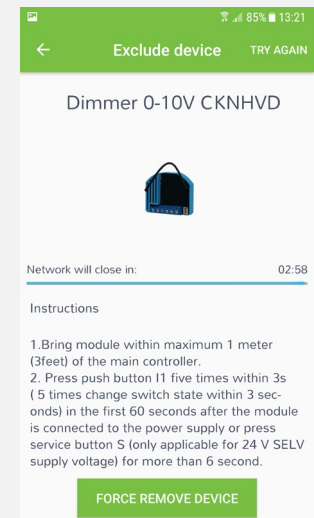 85% 13:21
Exclude device TRY AGAIN
Dimmer 0-10V CKNHVD
Network will close in: 02:58
Instructions
1.Bring module within maximum 1 meter
(3feet) of the main controller.
2. Press push button I1 five times within 3s
( 5 times change switch state within 3 sec-
onds) in the first 60 seconds after the module
is connected to the power supply or press
service button S (only applicable for 24 V SELV
supply voltage) for more than 6 second.
FORCE REMOVE DEVICE